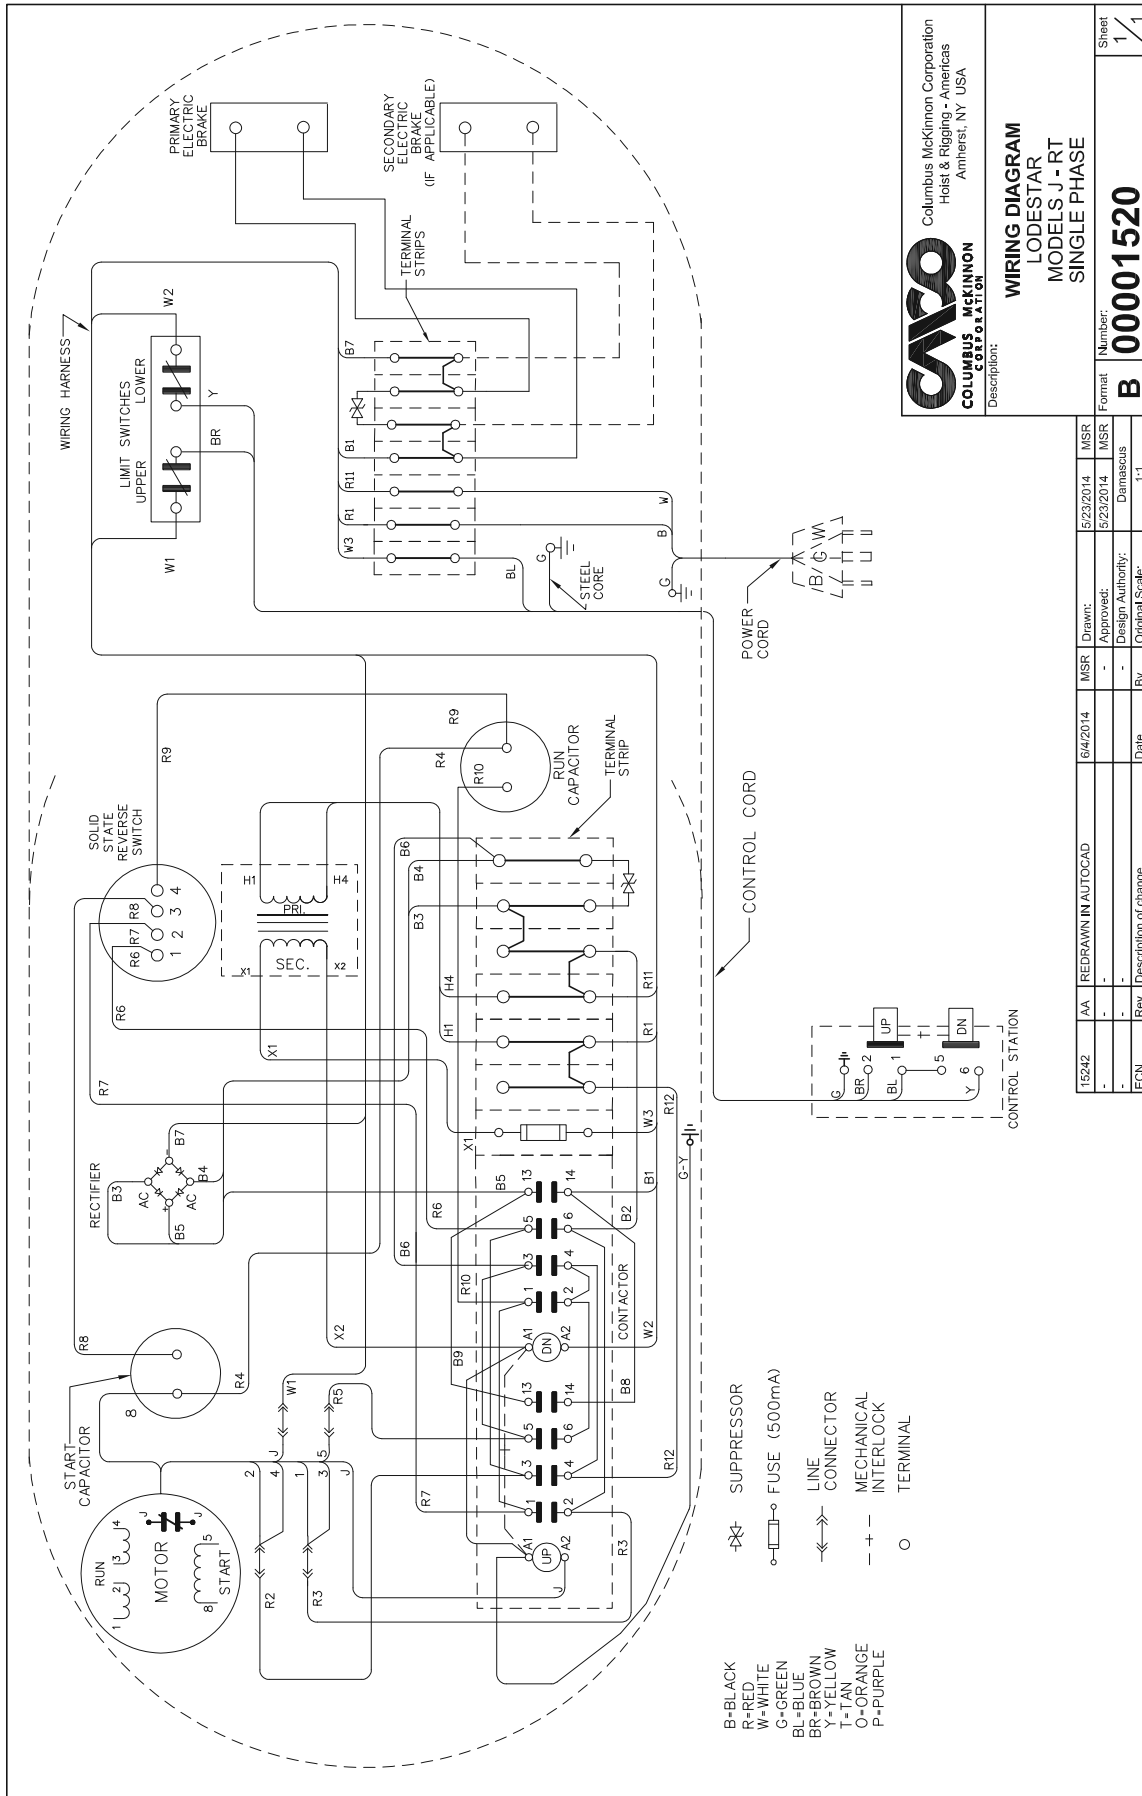 WIRING HARNESS
LIMIT SWITCHES
UPPER
LOWER
W1
W2
BR
Y
PRIMARY
ELECTRIC
BRAKE
SECONDARY
ELECTRIC
BRAKE
(IF APPLICABLE)
TERMINAL
STRIPS
W3
R1
R11
B1
B7
BL
G
STEEL
CORE
B
W
G
POWER
CORD
B
G
W
SOLID
STATE
REVERSE
SWITCH
R6
R7
R8
1
2
3
4
R9
R9
R4
R10
RUN
CAPACITOR
TERMINAL
STRIP
H1
H4
PRI.
SEC.
X1
X2
R6
R7
X1
H1
H4
B3
B4
B6
R1
R11
R12
W3
X1
RECTIFIER
B3
B7
AC
AC
B4
B5
-
+
START
CAPACITOR
8
R8
R4
X2
R6
B6
R10
B9
R7
B5
13
14
5
6
3
4
1
2
A1
DN
A2
13
14
5
6
3
4
1
2
A1
UP
A2
CONTACTOR
B1
B2
W2
B8
R12
R3
J
G-Y
MOTOR
RUN
START
1
2
3
4
5
8
J
J
2
4
J
1
3
5
J
W1
R5
R2
R3
CONTROL CORD
CONTROL STATION
G
BR
2
BL
1
5
Y
6
UP
DN
SUPPRESSOR
FUSE (500mA)
LINE
CONNECTOR
MECHANICAL
INTERLOCK
TERMINAL
B=BLACK
R=RED
W=WHITE
G=GREEN
BL=BLUE
BR=BROWN
Y=YELLOW
T=TAN
O=ORANGE
P=PURPLE
COLUMBUS McKINNON
CORPORATION
Columbus McKinnon Corporation
Hoist & Rigging - Americas
Amherst, NY USA
Description:
WIRING DIAGRAM
LODESTAR
MODELS J - RT
SINGLE PHASE
Format
B
Number:
00001520
Sheet
1/1
15242 AA REDRAWN IN AUTOCAD 6/4/2014 MSR
- - - - -
- - - - -
ECN Rev Description of change Date By
Drawn: 5/23/2014 MSR
Approved: 5/23/2014 MSR
Design Authority: Damascus
Original Scale: 1:1